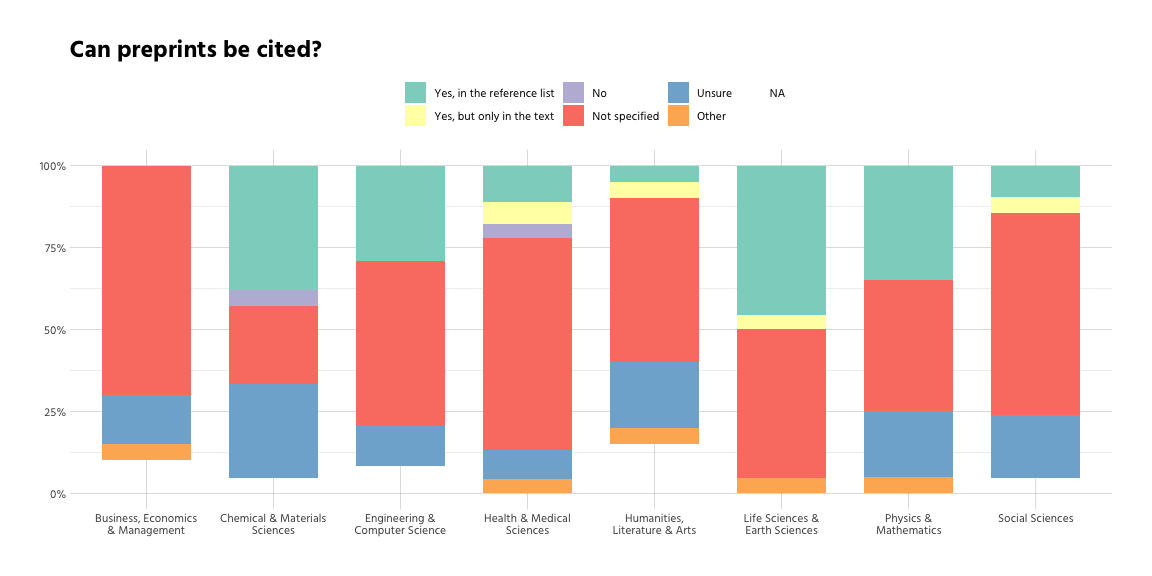 Can preprints be cited?
Yes, in the reference list
No
Unsure
NA
Yes, but only in the text
Not specified
Other
100%
75%
50%
25%
0%
Business, Economics
& Management
Chemical & Materials
Sciences
Engineering &
Computer Science
Health & Medical
Sciences
Humanities,
Literature & Arts
Life Sciences &
Earth Sciences
Physics &
Mathematics
Social Sciences